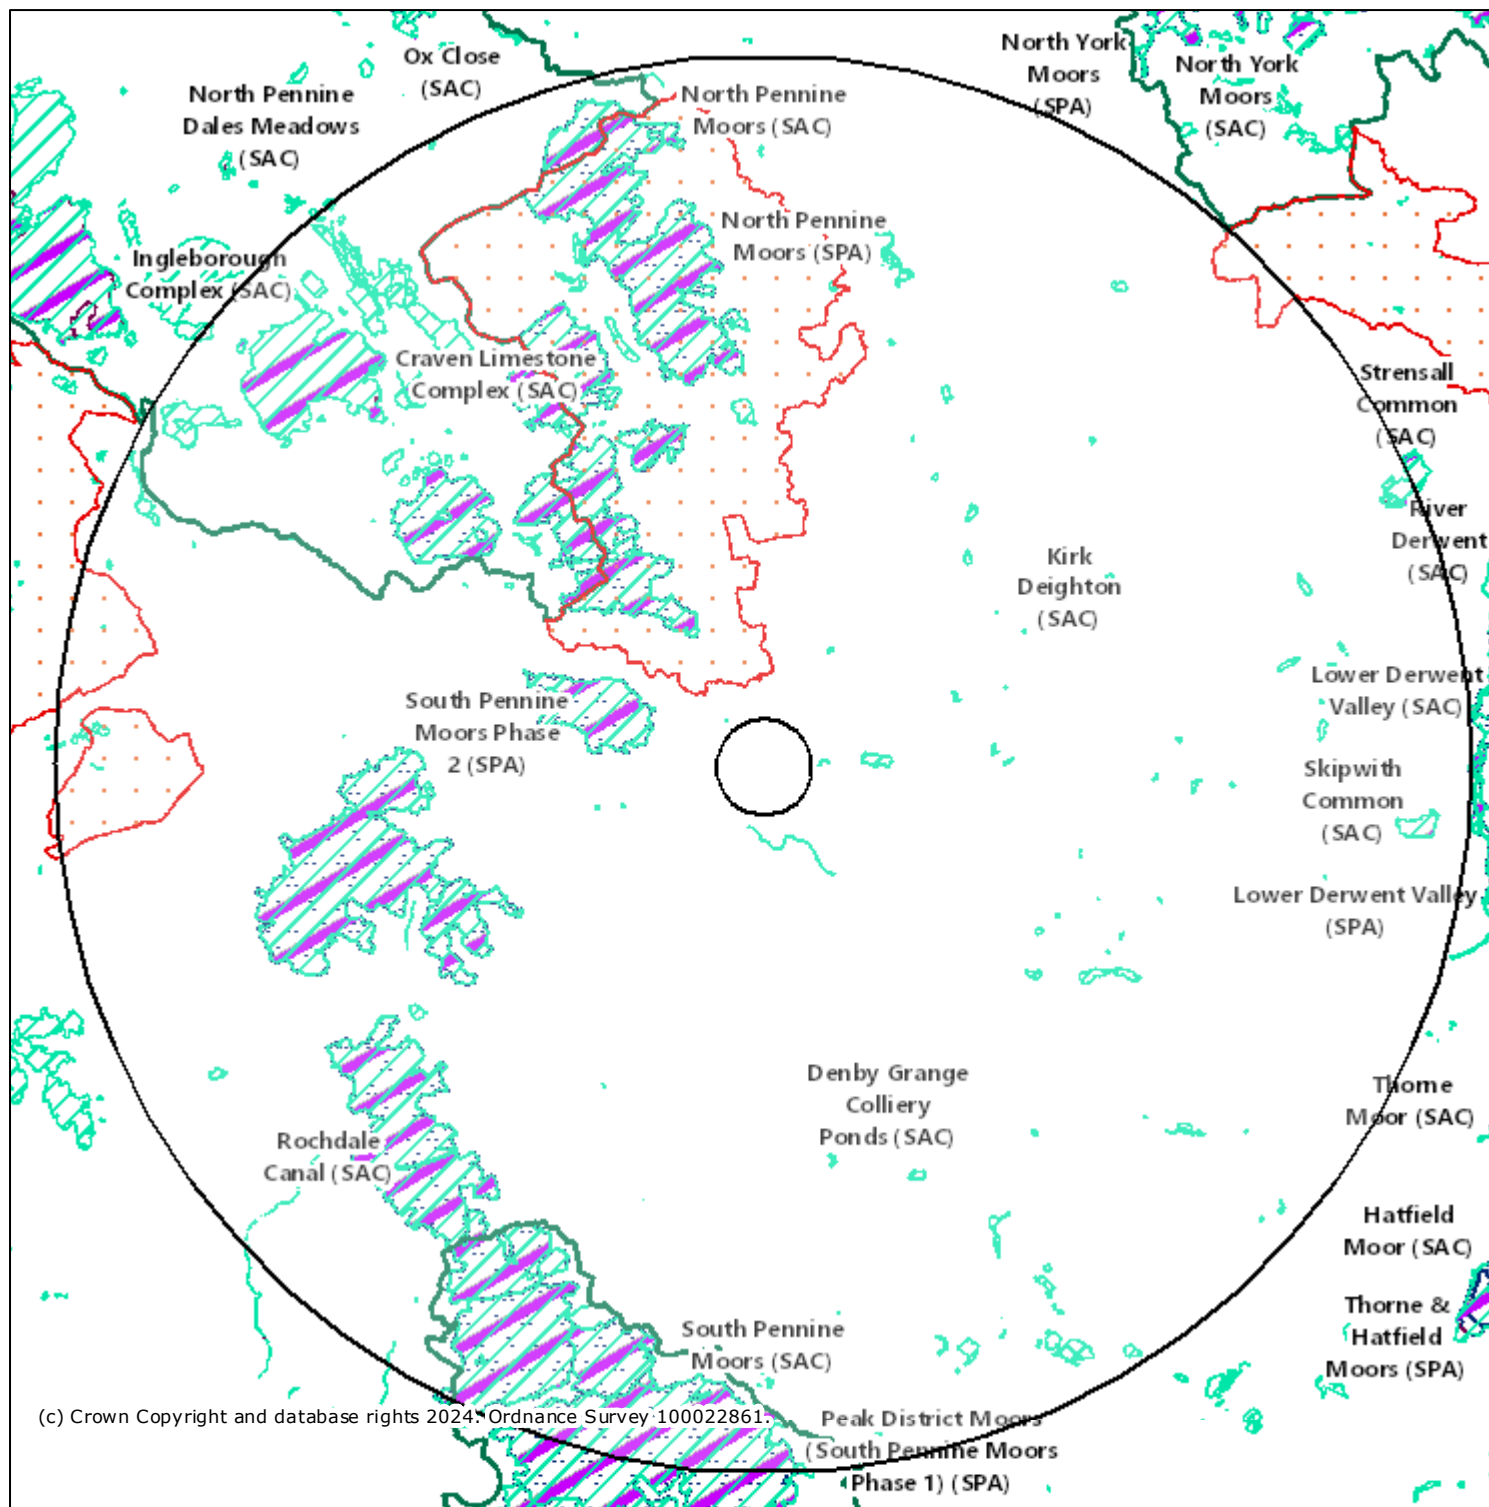 Ox Close
(SAC)
North York
Moors
(SPA)
North York
Moors
(SAC)
North Pennine
Dales Meadows
(SAC)
North Pennine
Moors (SAC)
North Pennine
Moors (SPA)
Ingleborough
Complex (SAC)
Craven Limestone
Complex (SAC)
Strensall
Common
(SAC)
River
Derwent
(SAC)
Kirk
Deighton
(SAC)
Lower Derwent
Valley (SAC)
South Pennine
Moors Phase
2 (SPA)
Skipwith
Common
(SAC)
Lower Derwent Valley
(SPA)
Denby Grange
Colliery
Ponds (SAC)
Thorne
Moor (SAC)
Rochdale
Canal (SAC)
Hatfield
Moor (SAC)
Thorne &
Hatfield
Moors (SPA)
South Pennine
Moors (SAC)
(c) Crown Copyright and database rights 2024. Ordnance Survey 100022861.
Peak District Moors
(South Pennine Moors
Phase 1) (SPA)